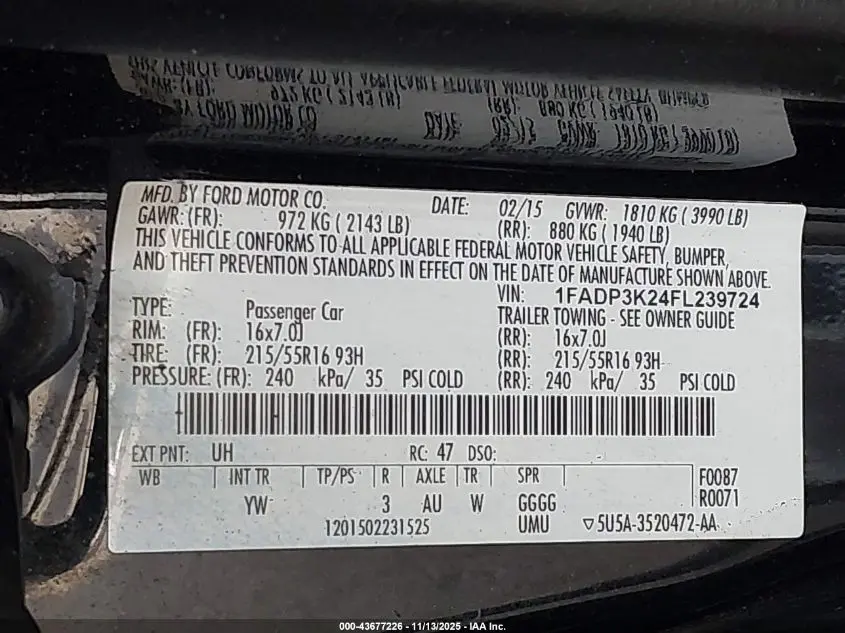 MFD. BY FORD MOTOR CO. DATE: 02/15 GVWR: 1810 KG ( 3990 LB)
GAWR: (FR): 972 KG ( 2143 LB) (RR): 880 KG ( 1940 LB)
THIS VEHICLE CONFORMS TO ALL APPLICABLE FEDERAL MOTOR VEHICLE SAFETY, BUMPER,
AND THEFT PREVENTION STANDARDS IN EFFECT ON THE DATE OF MANUFACTURE SHOWN ABOVE.
VIN: 1FADP3K24FL239724
TYPE: Passenger Car TRAILER TOWING - SEE OWNER GUIDE
RIM: (FR): 16x7.0J (RR): 16x7.0J
TIRE: (FR): 215/55R16 93H (RR): 215/55R16 93H
PRESSURE: (FR): 240 kPa/ 35 PSI COLD (RR): 240 kPa/ 35 PSI COLD
EXT PNT: UH RC: 47 DSO:
WB INT TR TP/PS R AXLE TR SPR F0087
YW 3 AU W GGGG R0071
1201502231525 UMU ▽5U5A-3520472-AA
000-43677226 - 11/13/2025 - IAA Inc.